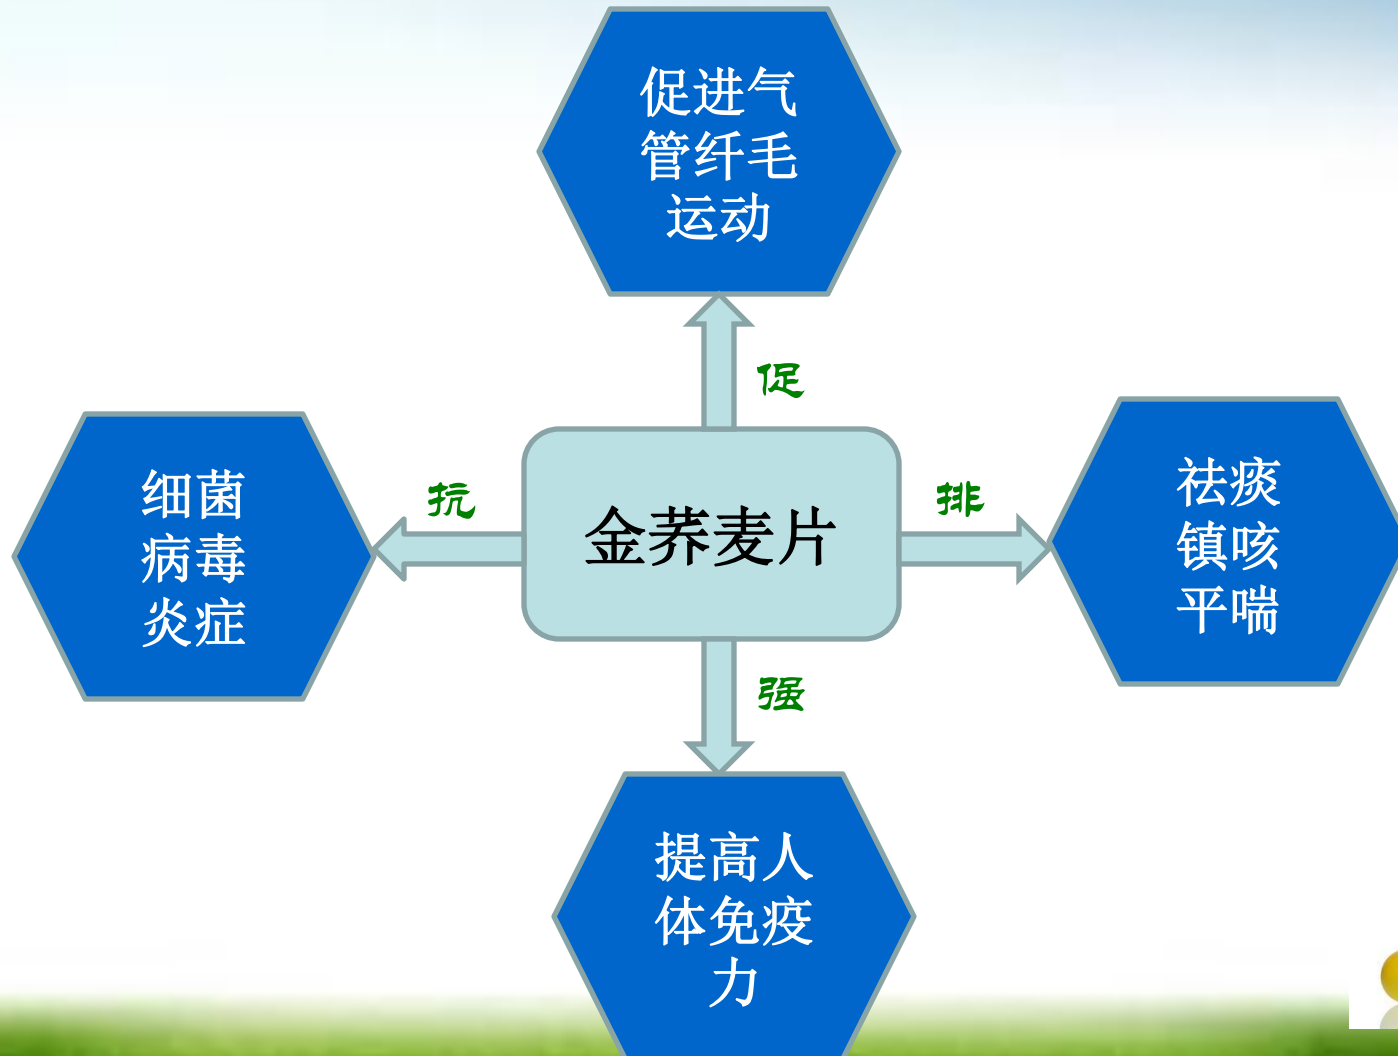 促进气
管纤毛
运动
促
细菌
病毒
炎症
抗
金荞麦片
排
祛痰
镇咳
平喘
强
提高人
体免疫
力